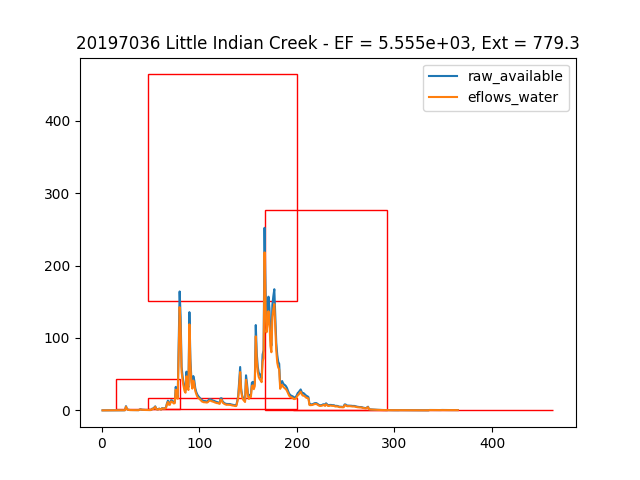 20197036 Little Indian Creek - EF = 5.555e+03, Ext = 779.3
raw_available
eflows_water
400
300
200
100
0
0 100 200 300 400